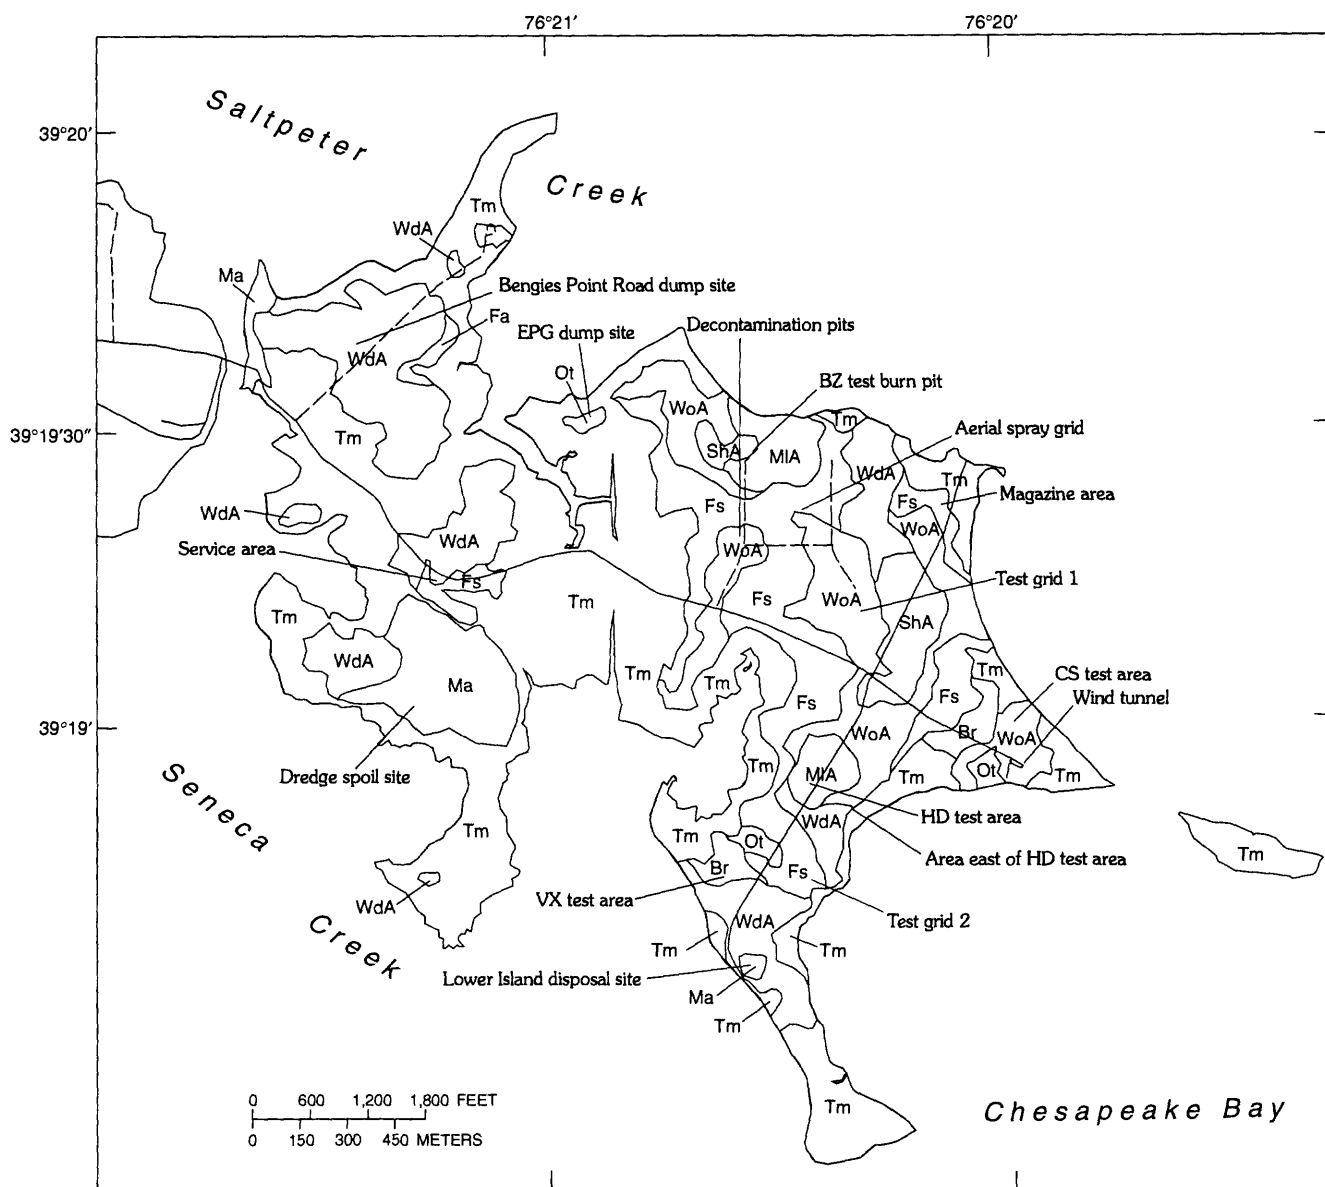 76°21'
76°20'
39°20'
Saltpeter
Creek
Tm
WdA
Ma
Bengies Point Road dump site
Fa
EPG dump site
Decontamination pits
WdA
Ot
BZ test burn pit
WoA
Tm
Aerial spray grid
39°19'30"
Tm
ShA
MlA
WdA
Tm
Magazine area
Fs
Fs
WdA
WoA
Service area
WdA
WoA
Fs
Tm
Fs
WoA
Test grid 1
Tm
ShA
WdA
Ma
Tm
Tm
Fs
Fs
Tm
CS test area
Wind tunnel
39°19'
WoA
Br
WoA
Dredge spoil site
Tm
MlA
Tm
Ot
Tm
Seneca
HD test area
Tm
Tm
WdA
Ot
Area east of HD test area
Tm
Br
Fs
WdA
VX test area
Test grid 2
WdA
Creek
Tm
Tm
Lower Island disposal site
Ma
Tm
0 600 1,200 1,800 FEET
0 150 300 450 METERS
Tm
Chesapeake Bay